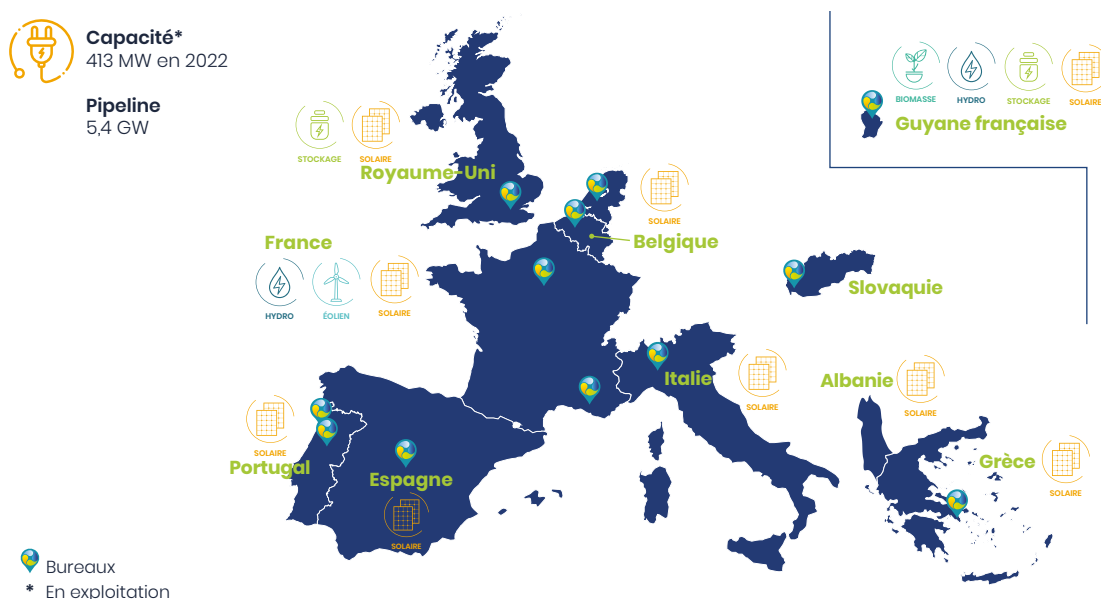 Capacité*
413 MW en 2022
Pipeline
5,4 GW
BIOMASSE
HYDRO
STOCKAGE
SOLAIRE
Guyane française
STOCKAGE
SOLAIRE
Royaume-Uni
SOLAIRE
Belgique
France
HYDRO
ÉOLIEN
SOLAIRE
Slovaquie
Italie
SOLAIRE
Albanie
SOLAIRE
SOLAIRE
Portugal
Espagne
SOLAIRE
Grèce
SOLAIRE
Bureaux
* En exploitation